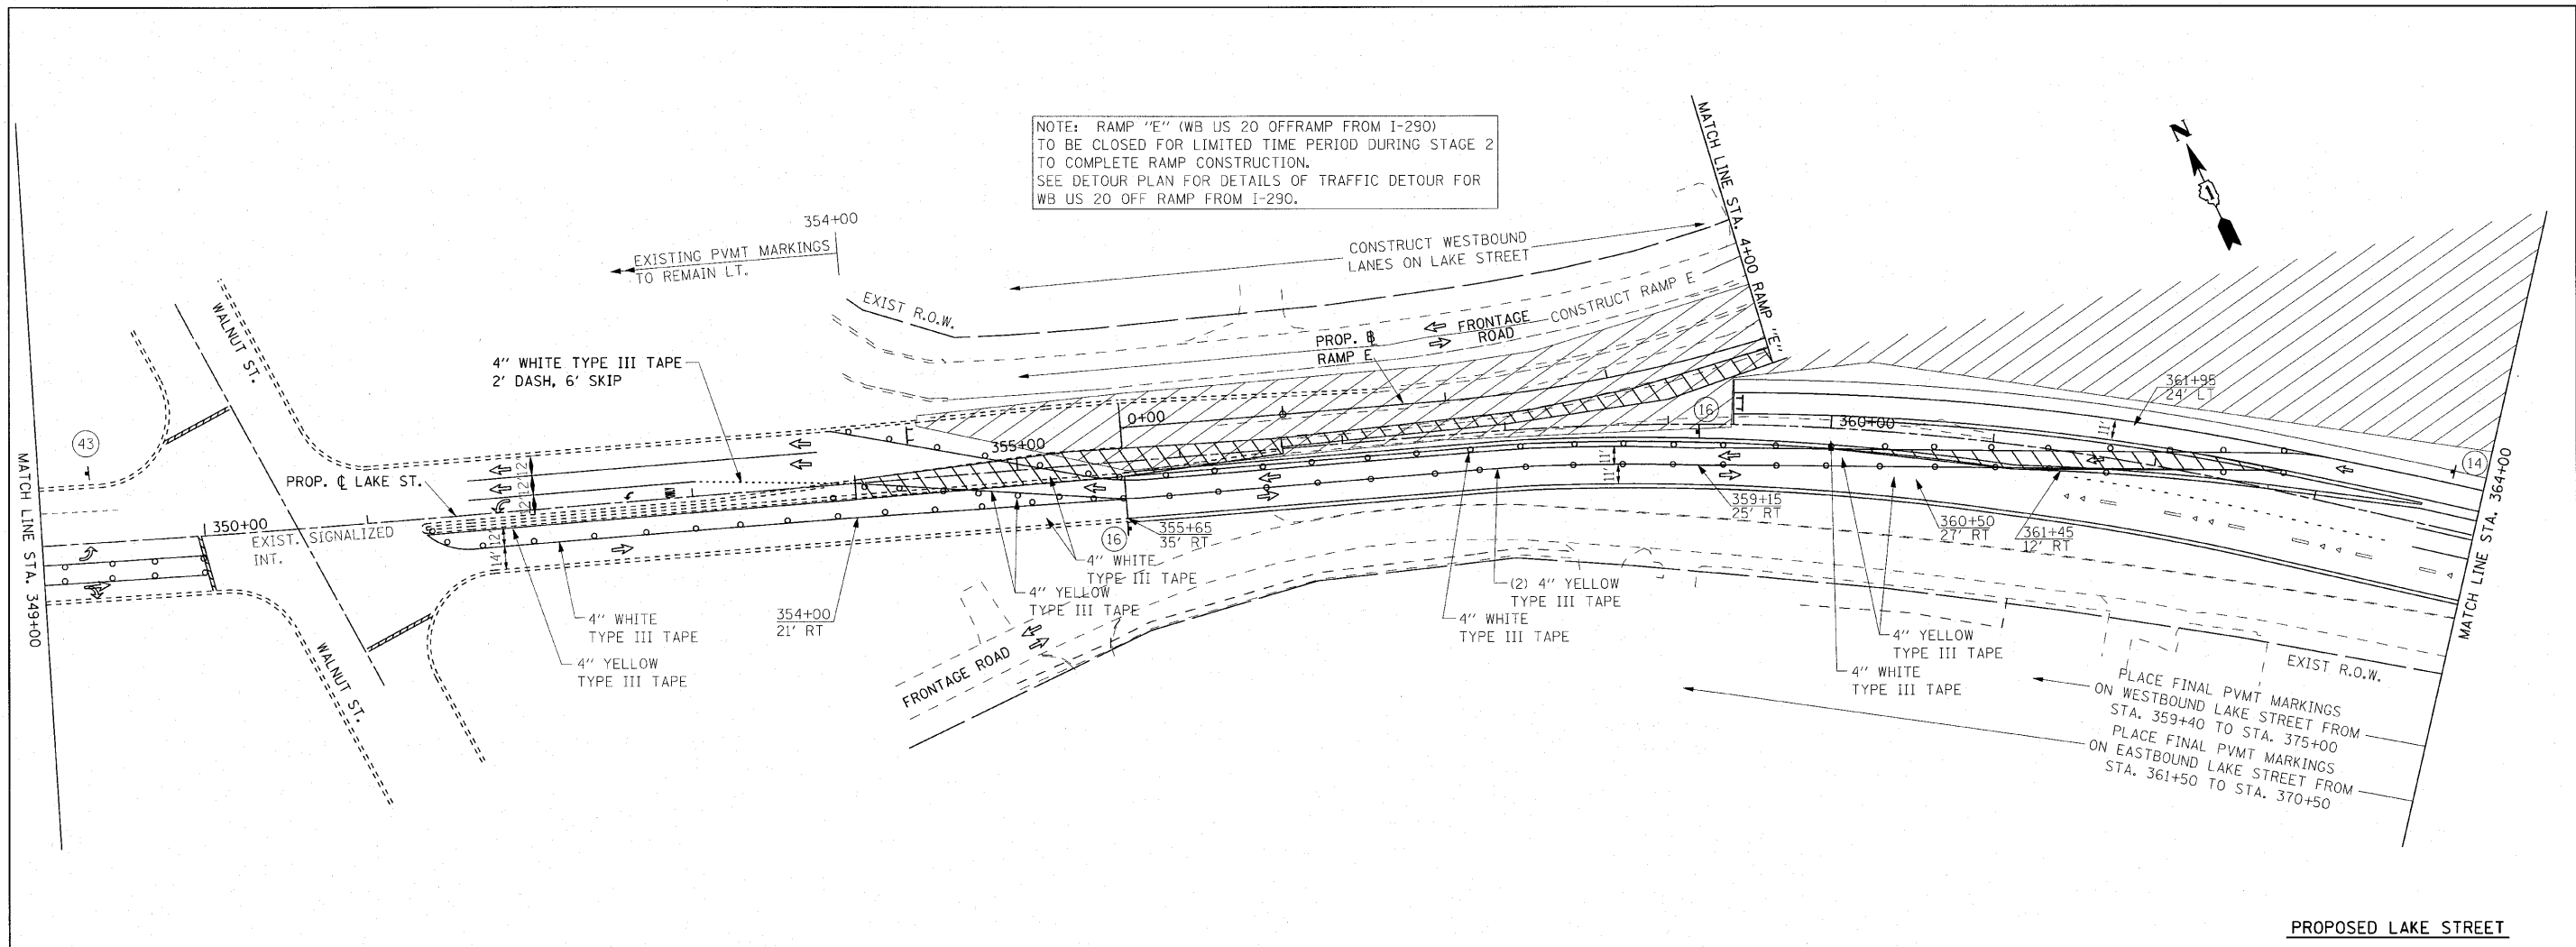 NOTE: RAMP "E" (WB US 20 OFFRAMP FROM I-290)
TO BE CLOSED FOR LIMITED TIME PERIOD DURING STAGE 2
TO COMPLETE RAMP CONSTRUCTION.
SEE DETOUR PLAN FOR DETAILS OF TRAFFIC DETOUR FOR
WB US 20 OFF RAMP FROM I-290.
N
MATCH LINE STA. 4+00 RAMP "E"
354+00
EXISTING PVMT MARKINGS
TO REMAIN LT.
CONSTRUCT WESTBOUND
LANES ON LAKE STREET
EXIST R.O.W.
CONSTRUCT RAMP E
FRONTAGE
ROAD
PROP. B
RAMP E
WALNUT ST.
4" WHITE TYPE III TAPE
2' DASH, 6' SKIP
361+95
24' LT
0+00
16
360+00
11'
43
355+00
14
PROP. ℄ LAKE ST.
12'
12'
12'
11'
11'
350+00
EXIST. SIGNALIZED
INT.
12'
14'
359+15
25' RT
360+50
27' RT
361+45
12' RT
355+65
35' RT
16
4" WHITE
TYPE III TAPE
4" YELLOW
TYPE III TAPE
(2) 4" YELLOW
TYPE III TAPE
4" WHITE
TYPE III TAPE
354+00
21' RT
4" WHITE
TYPE III TAPE
4" YELLOW
TYPE III TAPE
4" YELLOW
TYPE III TAPE
4" WHITE
TYPE III TAPE
FRONTAGE ROAD
WALNUT ST.
EXIST R.O.W.
PLACE FINAL PVMT MARKINGS
ON WESTBOUND LAKE STREET FROM
STA. 359+40 TO STA. 375+00
PLACE FINAL PVMT MARKINGS
ON EASTBOUND LAKE STREET FROM
STA. 361+50 TO STA. 370+50
MATCH LINE STA. 349+00
MATCH LINE STA. 364+00
PROPOSED LAKE STREET